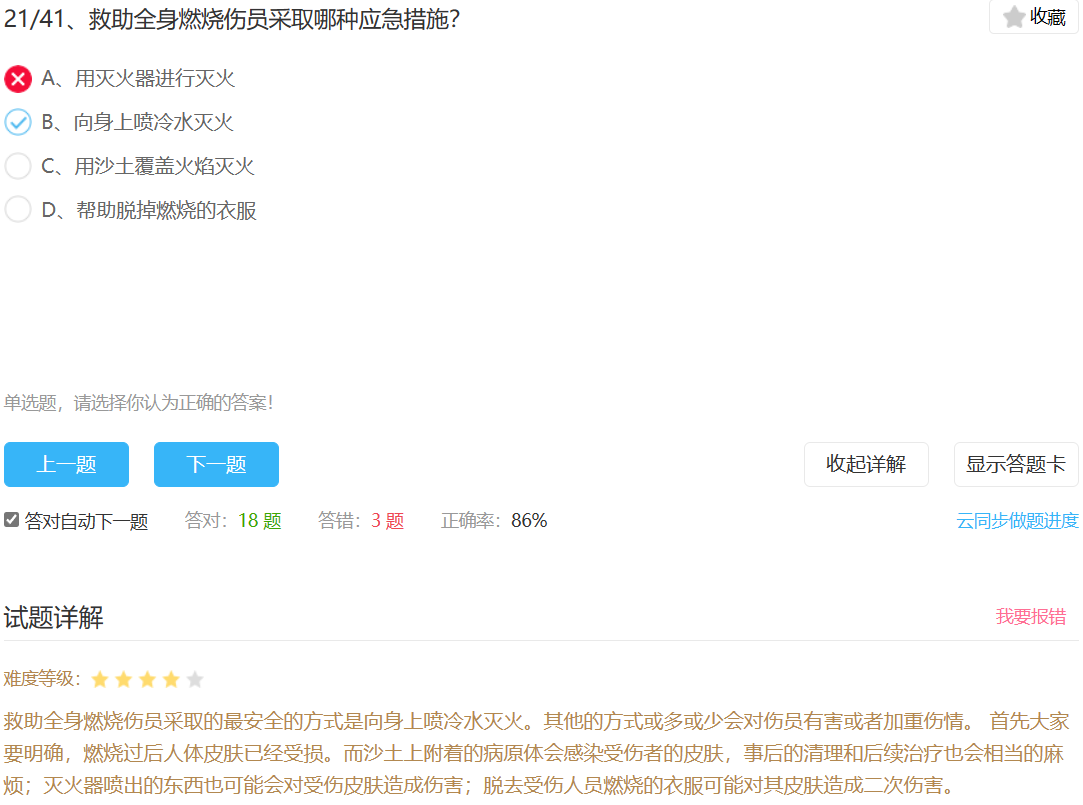 21/41、救助全身燃烧伤员采取哪种应急措施?
收藏
A、用灭火器进行灭火
B、向身上喷冷水灭火
C、用沙土覆盖火焰灭火
D、帮助脱掉燃烧的衣服
单选题，请选择你认为正确的答案!
上一题 下一题 收起详解 显示答题卡
答对自动下一题 答对：18 题 答错：3 题 正确率：86% 云同步做题进度
试题详解 我要报错
难度等级：
救助全身燃烧伤员采取的最安全的方式是向身上喷冷水灭火。其他的方式或多或少会对伤员有害或者加重伤情。 首先大家
要明确，燃烧过后人体皮肤已经受损。而沙土上附着的病原体会感染受伤者的皮肤，事后的清理和后续治疗也会相当的麻
烦；灭火器喷出的东西也可能会对受伤皮肤造成伤害；脱去受伤人员燃烧的衣服可能对其皮肤造成二次伤害。